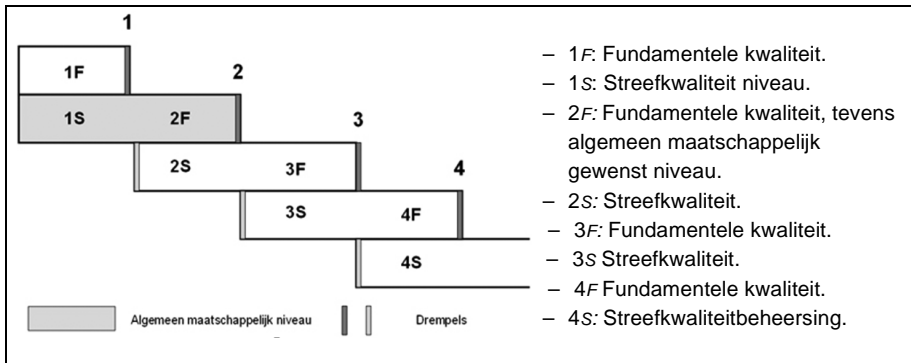 1
1F
2
1S 2F
3
2S 3F
4
3S 4F
4S
Algemeen maatschappelijk niveau
Drempels
– 1F: Fundamentele kwaliteit.
– 1S: Streefkwaliteit niveau.
– 2F: Fundamentele kwaliteit, tevens
algemeen maatschappelijk
gewenst niveau.
– 2S: Streefkwaliteit.
– 3F: Fundamentele kwaliteit.
– 3S Streefkwaliteit.
– 4F Fundamentele kwaliteit.
– 4S: Streefkwaliteitbeheersing.